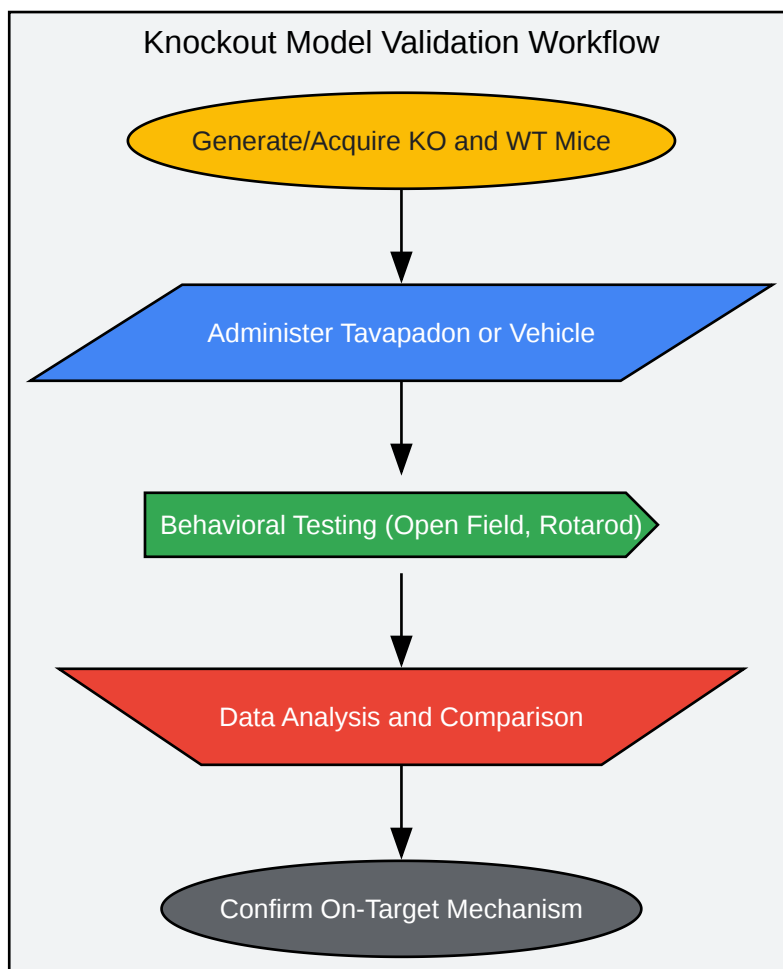 Knockout Model Validation Workflow
Generate/Acquire KO and WT Mice
Administer Tavapadon or Vehicle
Behavioral Testing (Open Field, Rotarod)
Data Analysis and Comparison
Confirm On-Target Mechanism